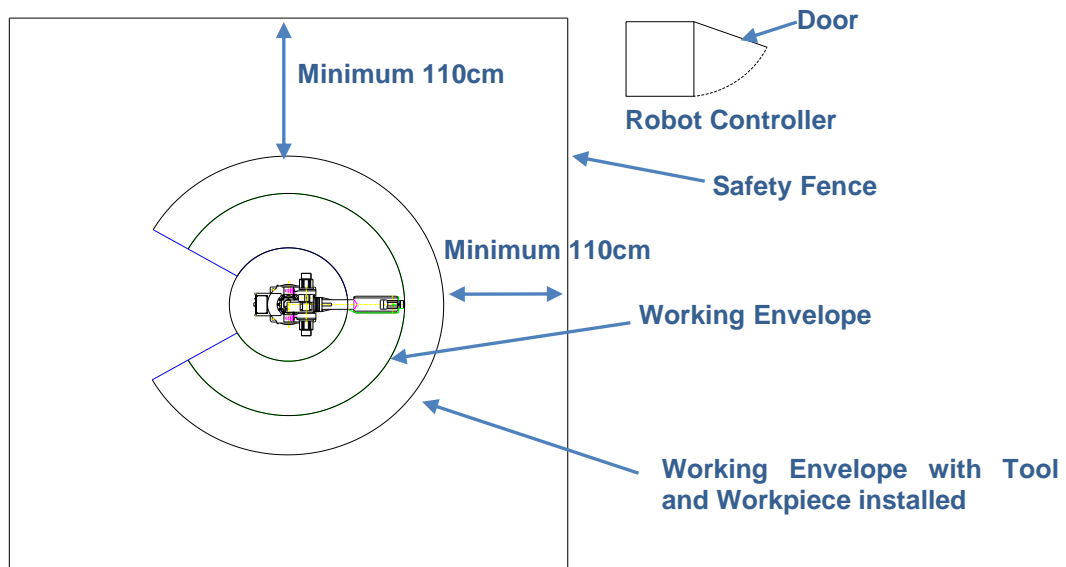 Door
Minimum 110cm
Robot Controller
Safety Fence
Minimum 110cm
Working Envelope
Working Envelope with Tool
and Workpiece installed